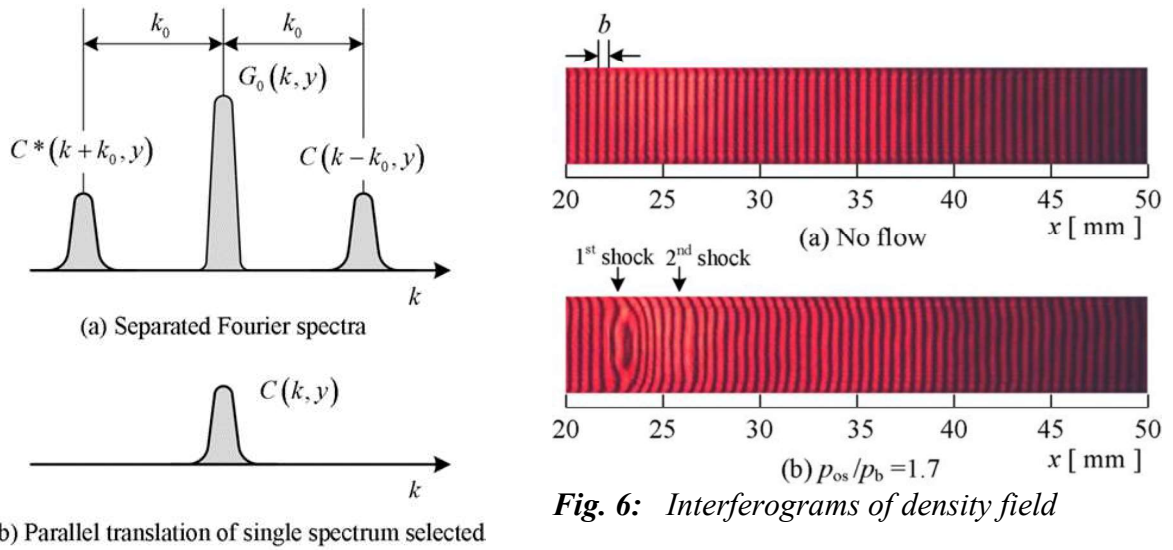 k₀ k₀
G₀(k, y)
C*(k+k₀, y)
C(k−k₀, y)
k
(a) Separated Fourier spectra
C(k, y)
k
b) Parallel translation of single spectrum selected
b
20 25 30 35 40 45 50
(a) No flow
x [ mm ]
1st shock 2nd shock
20 25 30 35 40 45 50
(b) pos/pb =1.7
x [ mm ]
Fig. 6: Interferograms of density field